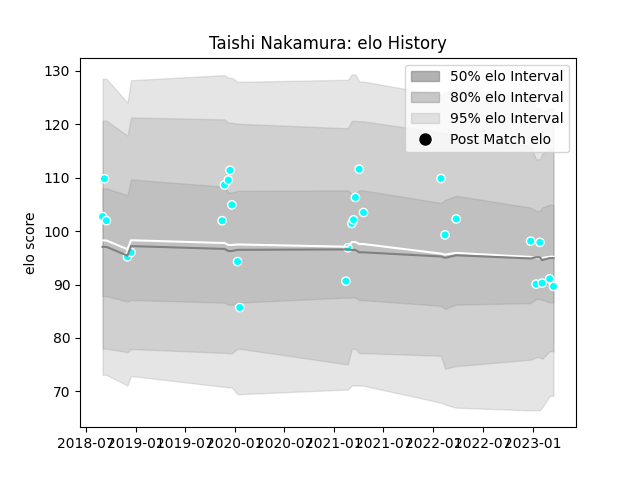 Taishi Nakamura: elo History
50% elo Interval
80% elo Interval
95% elo Interval
Post Match elo
elo score
130
120
110
100
90
80
70
2018-07 2019-01 2019-07 2020-01 2020-07 2021-01 2021-07 2022-01 2022-07 2023-01